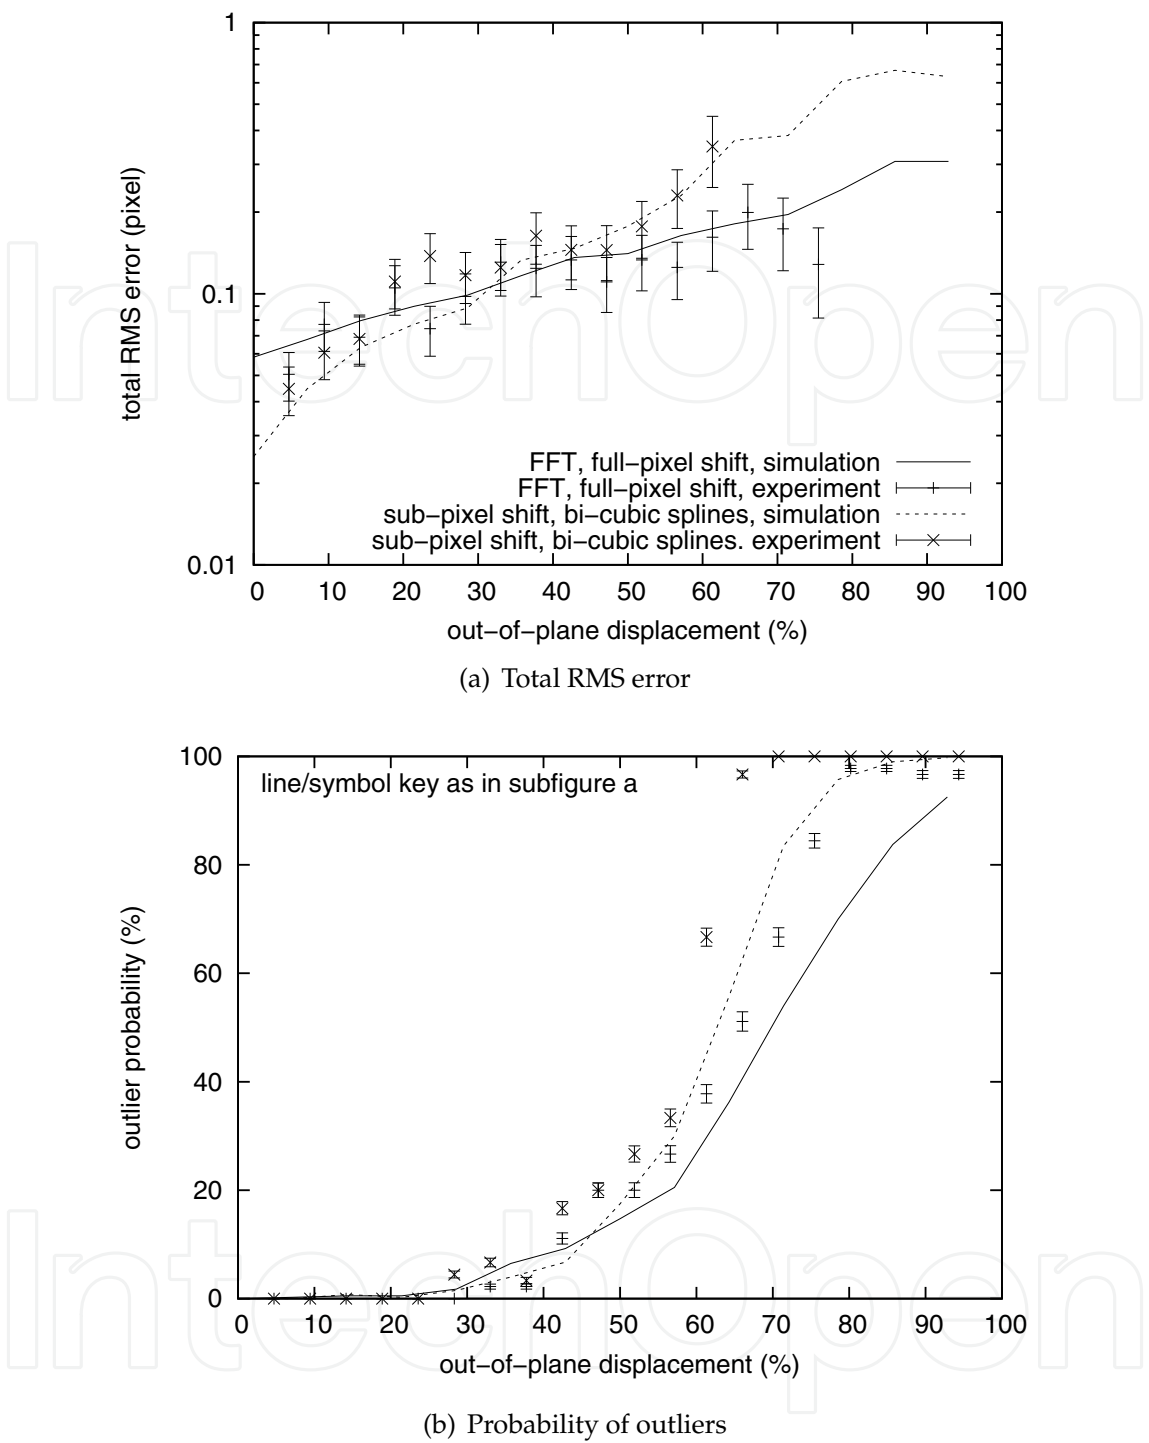 1
0.1
0.01
total RMS error (pixel)
FFT, full−pixel shift, simulation
FFT, full−pixel shift, experiment
sub−pixel shift, bi−cubic splines, simulation
sub−pixel shift, bi−cubic splines. experiment
0 10 20 30 40 50 60 70 80 90 100
out−of−plane displacement (%)
(a) Total RMS error
IntechOpen
100
80
60
40
20
0
outlier probability (%)
line/symbol key as in subfigure a
0 10 20 30 40 50 60 70 80 90 100
out−of−plane displacement (%)
(b) Probability of outliers
IntechOpen